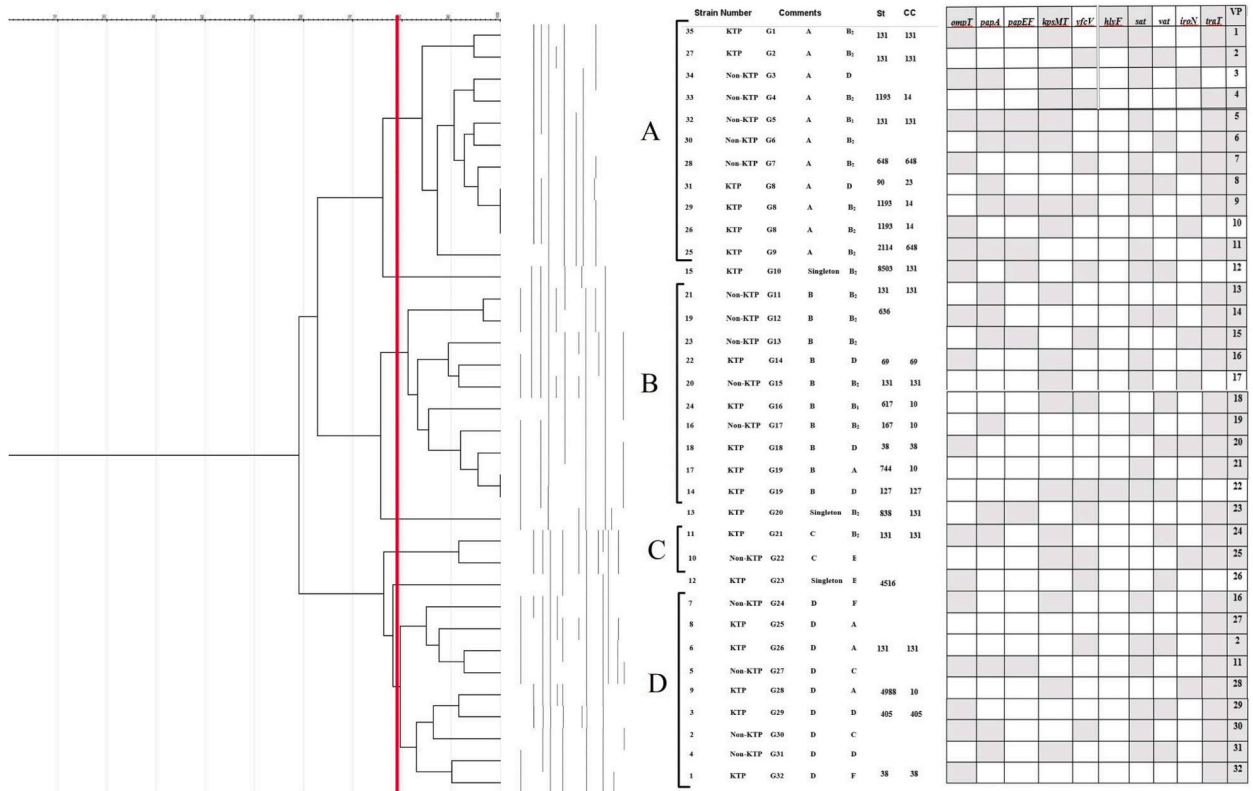 Strain Number Comments St CC ompT papA papEF kpsMT yfcV hlyF sat vat iroN traT VP
35 KTP G1 A B2 131 131 1
27 KTP G2 A B2 131 131 2
34 Non-KTP G3 A D 3
33 Non-KTP G4 A B2 1193 14 4
A
32 Non-KTP G5 A B1 131 131 5
30 Non-KTP G6 A B2 6
28 Non-KTP G7 A B2 648 648 7
31 KTP G8 A D 90 23 8
29 KTP G8 A B2 1193 14 9
26 KTP G8 A B2 1193 14 10
25 KTP G9 A B2 2114 648 11
15 KTP G10 Singleton B2 8503 131 12
21 Non-KTP G11 B B2 131 131 13
19 Non-KTP G12 B B2 636 14
23 Non-KTP G13 B B2 15
22 KTP G14 B D 69 69 16
B
20 Non-KTP G15 B B2 131 131 17
24 KTP G16 B B1 617 10 18
16 Non-KTP G17 B B2 167 10 19
18 KTP G18 B D 38 38 20
17 KTP G19 B A 744 10 21
14 KTP G19 B D 127 127 22
13 KTP G20 Singleton B2 838 131 23
11 KTP G21 C B2 131 131 24
C
10 Non-KTP G22 C E 25
12 KTP G23 Singleton E 4516 26
7 Non-KTP G24 D F 16
8 KTP G25 D A 27
6 KTP G26 D A 131 131 2
5 Non-KTP G27 D C 11
D
9 KTP G28 D A 4988 10 28
3 KTP G29 D D 405 405 29
2 Non-KTP G30 D C 30
4 Non-KTP G31 D D 31
1 KTP G32 D F 38 38 32